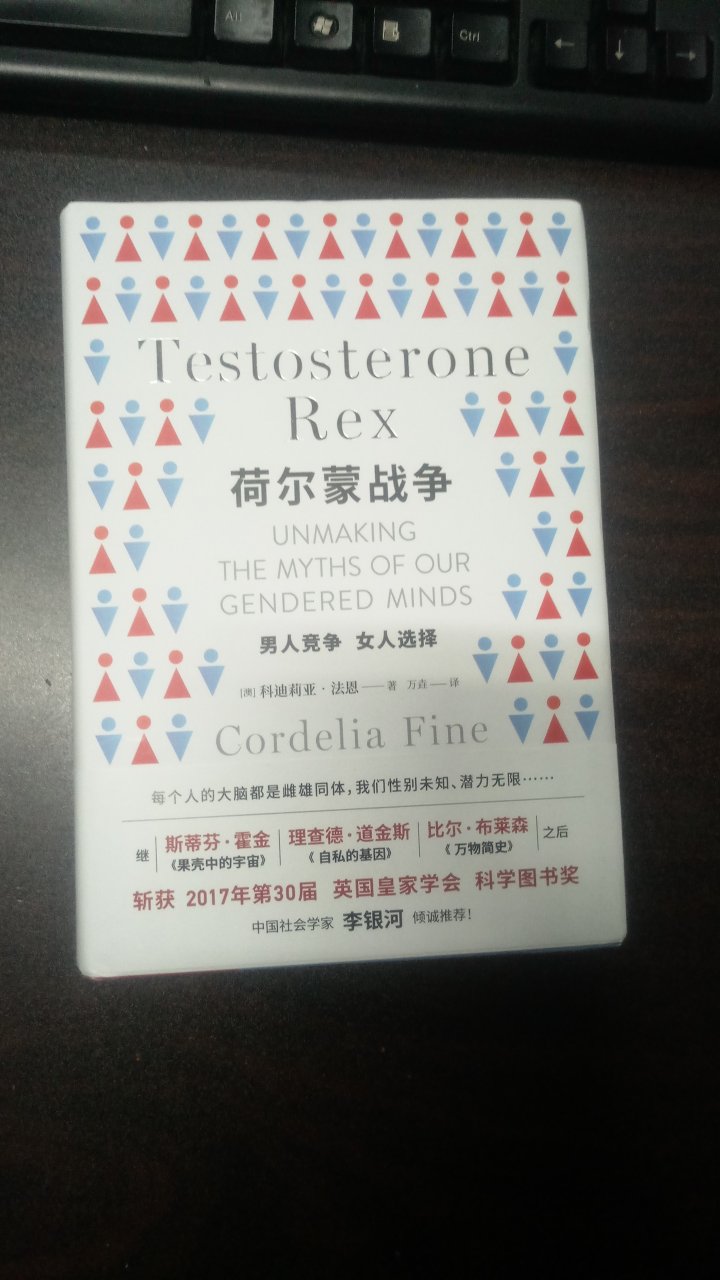 Alt
Ctrl
← ↓ →
Testosterone
Rex
荷尔蒙战争
UNMAKING
THE MYTHS OF OUR
GENDERED MINDS
男人竞争 女人选择
[澳] 科迪莉亚·法恩——著 万垚——译
Cordelia Fine
每个人的大脑都是雌雄同体,我们性别未知、潜力无限……
继 斯蒂芬·霍金《果壳中的宇宙》 理查德·道金斯《自私的基因》 比尔·布莱森《万物简史》 之后
斩获 2017年第30届 英国皇家学会 科学图书奖
中国社会学家 李银河 倾诚推荐!